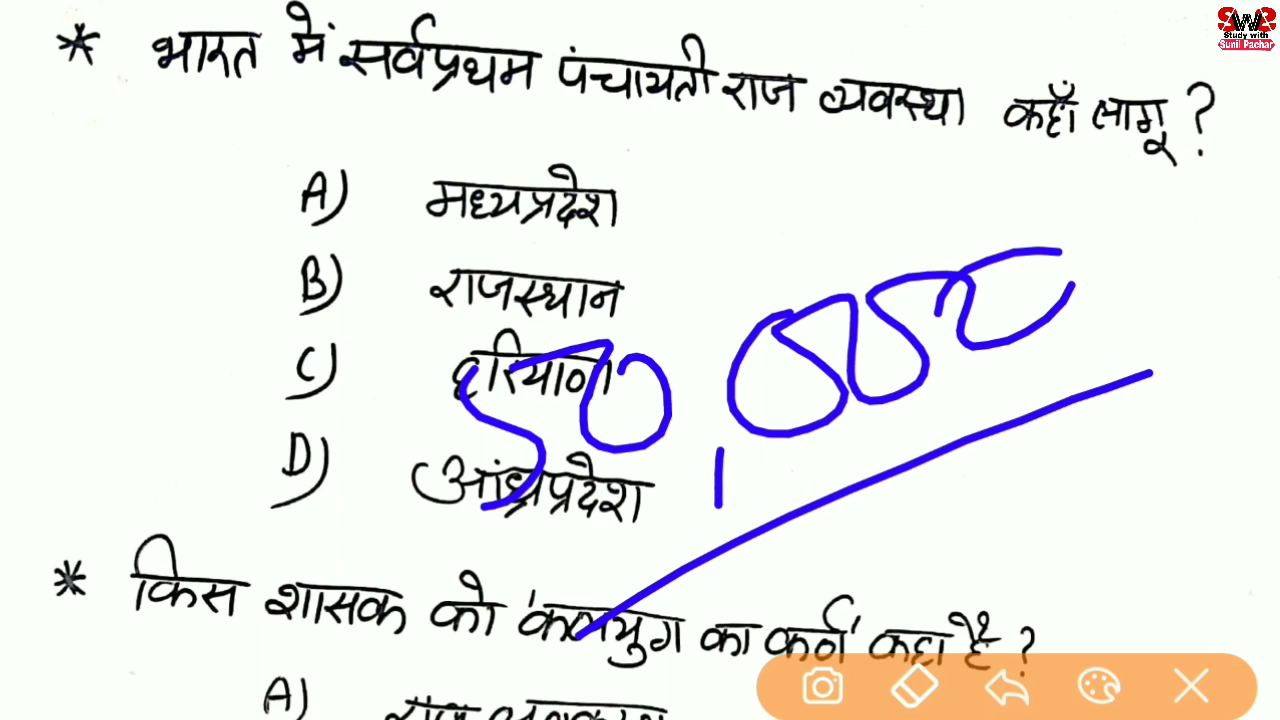 SWS
Study with
Sunil Pachar
* भारत में सर्वप्रथम पंचायती राज व्यवस्था कहाँ लागू ?
A) मध्यप्रदेश
B) राजस्थान
C) हरियाणा
D) आंध्रप्रदेश
50,000
* किस शासक को 'कलयुग का कर्ण' कहा है ?
A)